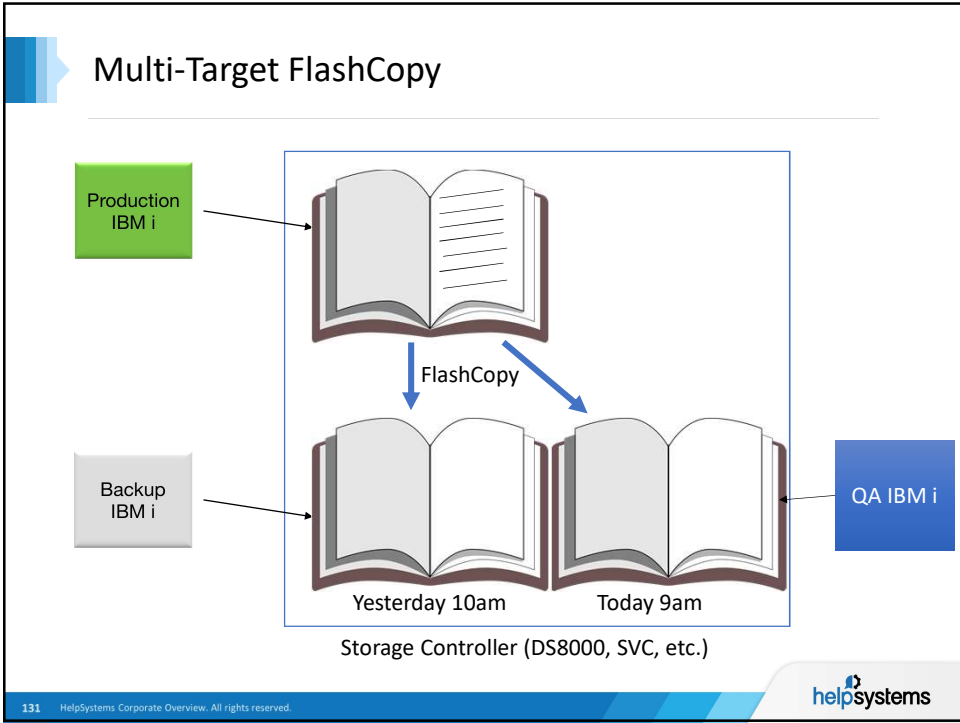 Multi-Target FlashCopy
Production
IBM i
FlashCopy
Backup
IBM i
QA IBM i
Yesterday 10am
Today 9am
Storage Controller (DS8000, SVC, etc.)
131 HelpSystems Corporate Overview. All rights reserved.
helpsystems